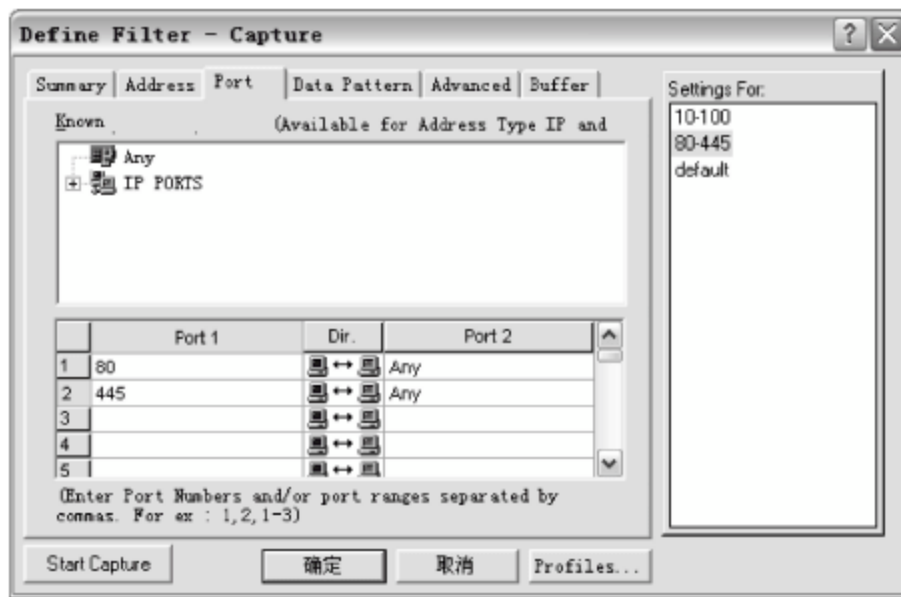 Define Filter - Capture
Summary Address Port Data Pattern Advanced Buffer
Settings For:
Known (Available for Address Type IP and
10-100
80-445
default
Any
IP PORTS
Port 1 Dir. Port 2
1 80 Any
2 445 Any
3
4
5
(Enter Port Numbers and/or port ranges separated by
commas. For ex : 1,2,1-3)
Start Capture 确定 取消 Profiles...